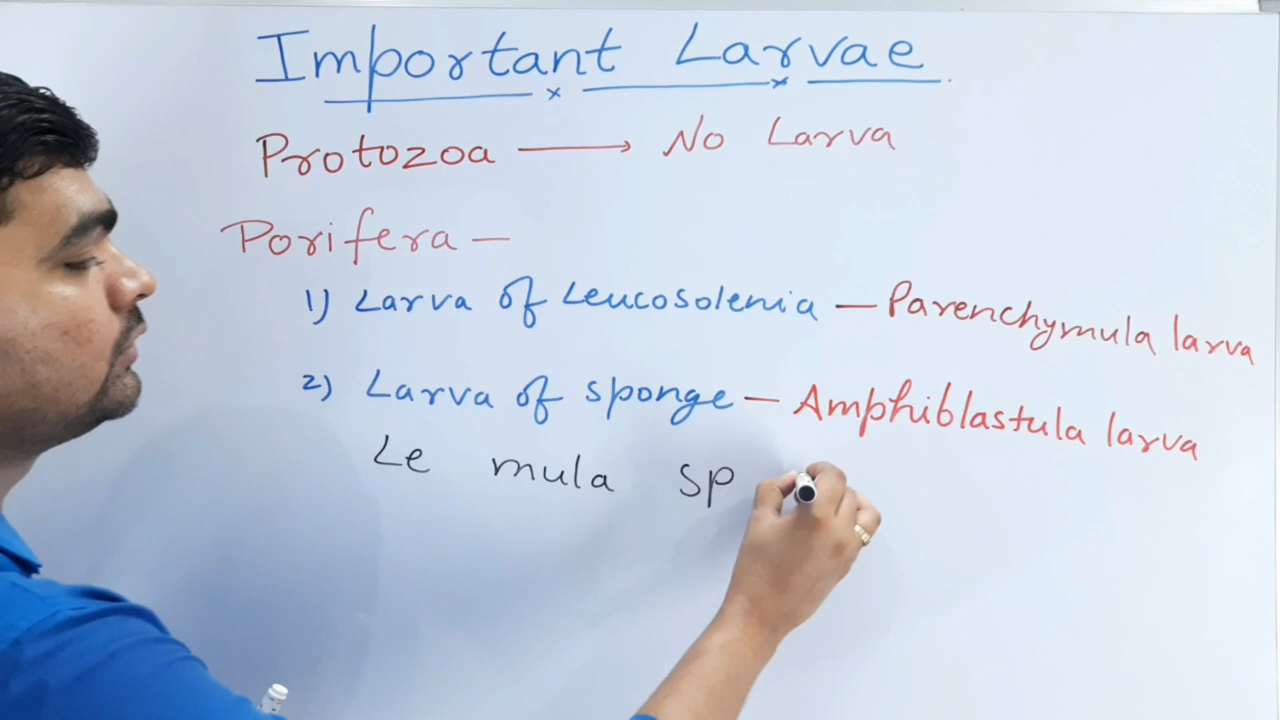 Important Larvae
Protozoa → No Larva
Porifera -
1) Larva of Leucosolenia - Parenchymula larva
2) Larva of sponge - Amphiblastula larva
Le mula sp